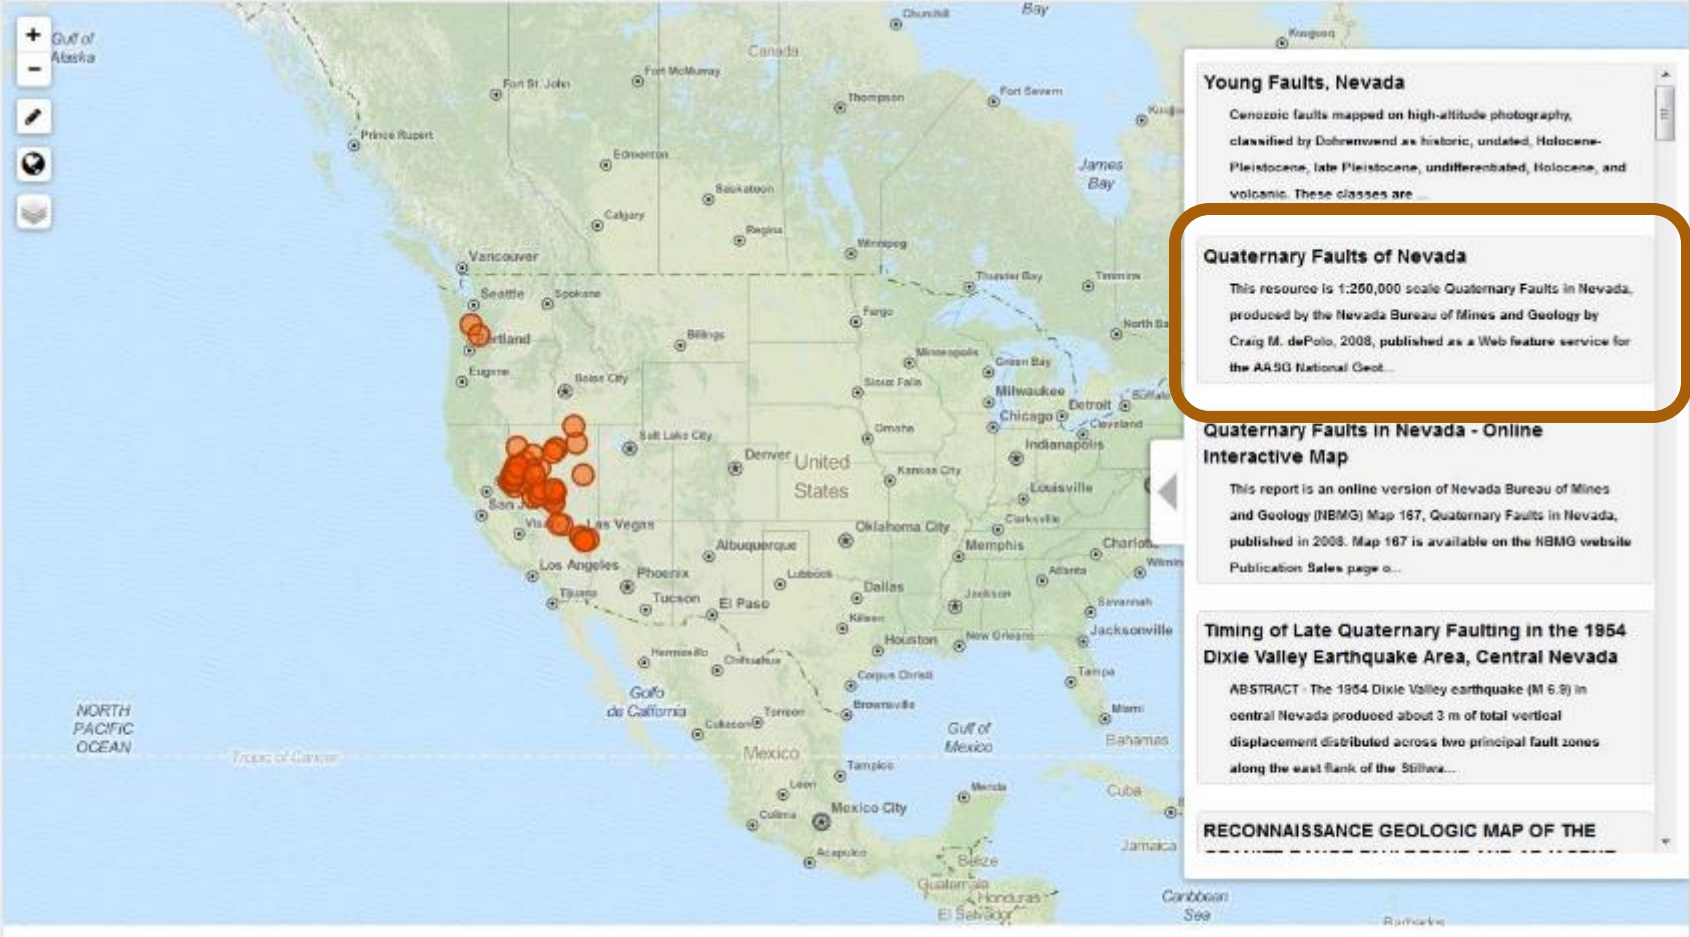 +
Gulf of
Alaska
−
Churchill
Bay
Kuujjuaq
Canada
Fort St. John
Fort McMurray
Thompson
Fort Severn
Prince Rupert
Edmonton
James
Bay
Saskatoon
Calgary
Regina
Winnipeg
Vancouver
Thunder Bay
Timmins
Seattle
Spokane
Fargo
North Ba
rtland
Billings
Minneapolis
Green Bay
Eugene
Boise City
Sioux Falls
Milwaukee
Detroit
Buffalo
Chicago
Cleveland
Omaha
Salt Lake City
Indianapolis
Denver
United
States
Kansas City
Louisville
San J
Visa
Las Vegas
Clarksville
Oklahoma City
Albuquerque
Memphis
Charlott
Los Angeles
Phoenix
Lubbock
Atlanta
Wilmin
Tijuana
Tucson
El Paso
Dallas
Jackson
Savannah
Killeen
Houston
New Orleans
Jacksonville
Hermosillo
Chihuahua
Corpus Christi
Tampa
Golfo
de California
Brownsville
Miami
Culiacan
Torreon
NORTH
PACIFIC
OCEAN
Gulf of
Mexico
Bahamas
Tropic of Cancer
Mexico
Tampico
Leon
Merida
Cuba
Colima
Mexico City
Acapulco
Jamaica
Belize
Guatemala
Honduras
El Salvador
Caribbean
Sea
Barbados
Young Faults, Nevada
Cenozoic faults mapped on high-altitude photography,
classified by Dohrenwend as historic, undated, Holocene-
Pleistocene, late Pleistocene, undifferentiated, Holocene, and
volcanic. These classes are ...
Quaternary Faults of Nevada
This resource is 1:250,000 scale Quaternary Faults in Nevada,
produced by the Nevada Bureau of Mines and Geology by
Craig M. dePolo, 2008, published as a Web feature service for
the AASG National Geot...
Quaternary Faults in Nevada - Online
Interactive Map
This report is an online version of Nevada Bureau of Mines
and Geology (NBMG) Map 167, Quaternary Faults in Nevada,
published in 2008. Map 167 is available on the NBMG website
Publication Sales page o...
Timing of Late Quaternary Faulting in the 1954
Dixie Valley Earthquake Area, Central Nevada
ABSTRACT - The 1954 Dixie Valley earthquake (M 6.9) in
central Nevada produced about 3 m of total vertical
displacement distributed across two principal fault zones
along the east flank of the Stillwa...
RECONNAISSANCE GEOLOGIC MAP OF THE